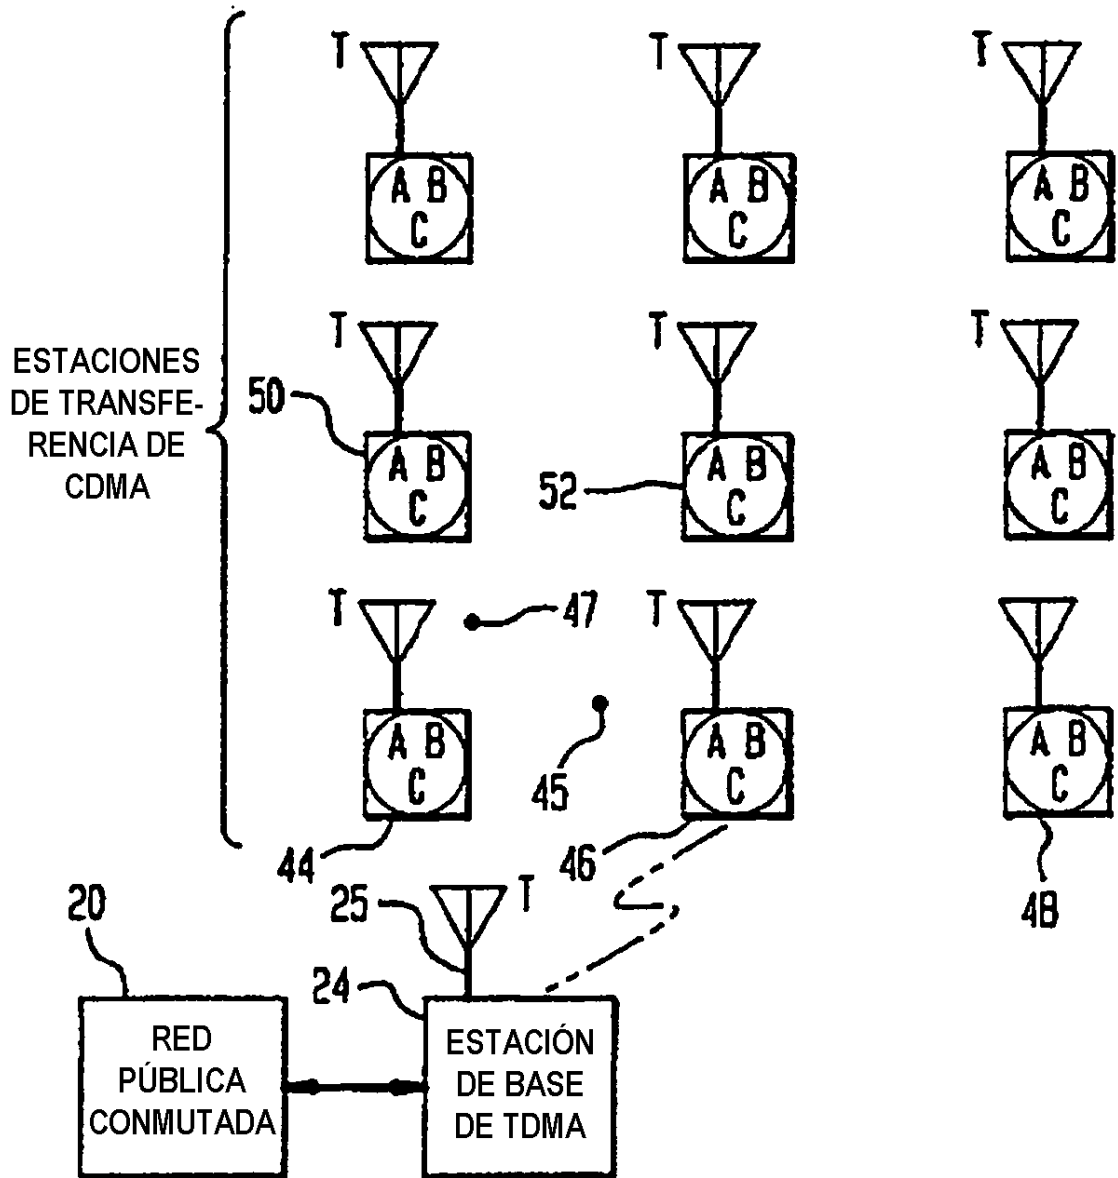 T T T
A B A B A B
C C C
T T T
ESTACIONES
DE TRANSFE-
RENCIA DE
CDMA
50
A B 52 A B A B
C C C
T 47 T
A B A B A B
C 45 C C
44 46 48
20 25 T
24
RED
PÚBLICA
CONMUTADA
ESTACIÓN
DE BASE
DE TDMA